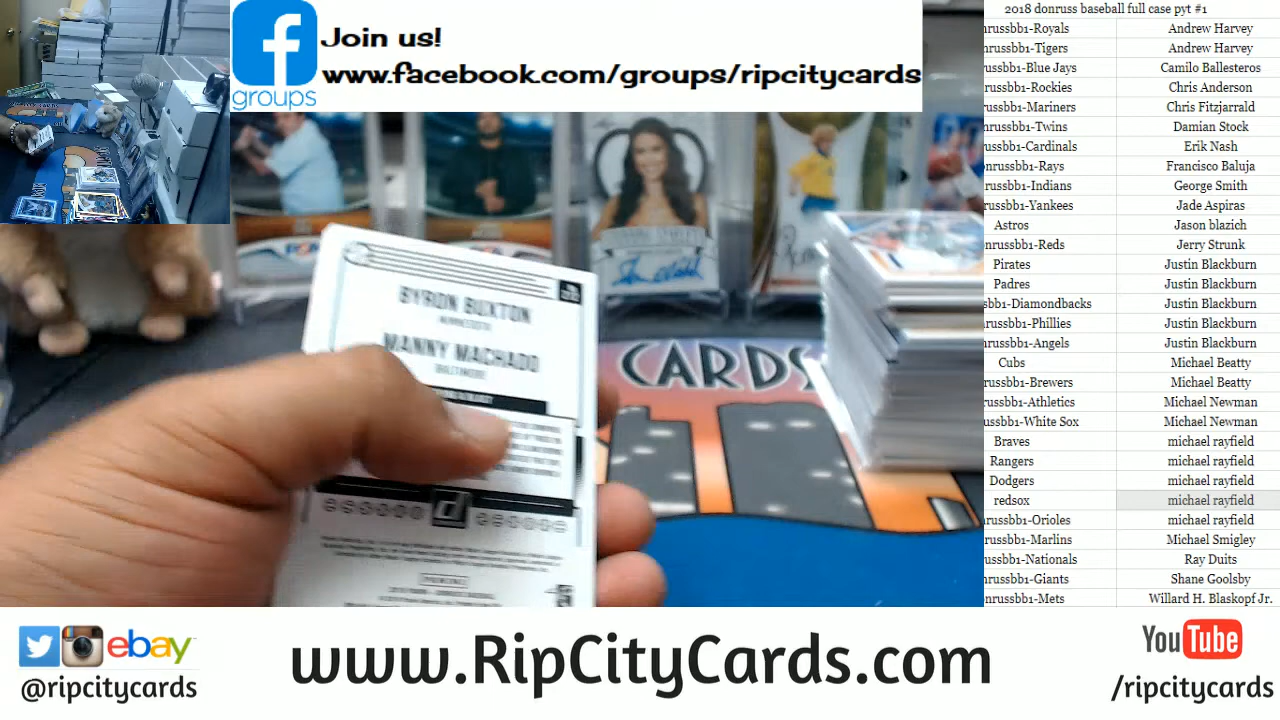 Join us!
www.facebook.com/groups/ripcitycards
groups
2018 donruss baseball full case pyt #1
nrussbb1-Royals Andrew Harvey
nrussbb1-Tigers Andrew Harvey
russbb1-Blue Jays Camilo Ballesteros
russbb1-Rockies Chris Anderson
russbb1-Mariners Chris Fitzjarrald
nrussbb1-Twins Damian Stock
russbb1-Cardinals Erik Nash
onrussbb1-Rays Francisco Baluja
nrussbb1-Indians George Smith
russbb1-Yankees Jade Aspiras
Astros Jason blazich
onrussbb1-Reds Jerry Strunk
Pirates Justin Blackburn
Padres Justin Blackburn
sbb1-Diamondbacks Justin Blackburn
russbb1-Phillies Justin Blackburn
nrussbb1-Angels Justin Blackburn
Cubs Michael Beatty
russbb1-Brewers Michael Beatty
russbb1-Athletics Michael Newman
ussbb1-White Sox Michael Newman
Braves michael rayfield
Rangers michael rayfield
Dodgers michael rayfield
redsox michael rayfield
russbb1-Orioles michael rayfield
russbb1-Marlins Michael Smigley
russbb1-Nationals Ray Duits
nrussbb1-Giants Shane Goolsby
onrussbb1-Mets Willard H. Blaskopf Jr.
BYRON BUXTON
MINNESOTA
MANNY MACHADO
BALTIMORE
CARDS
PANINI
ebay
@ripcitycards
www.RipCityCards.com
YouTube
/ripcitycards